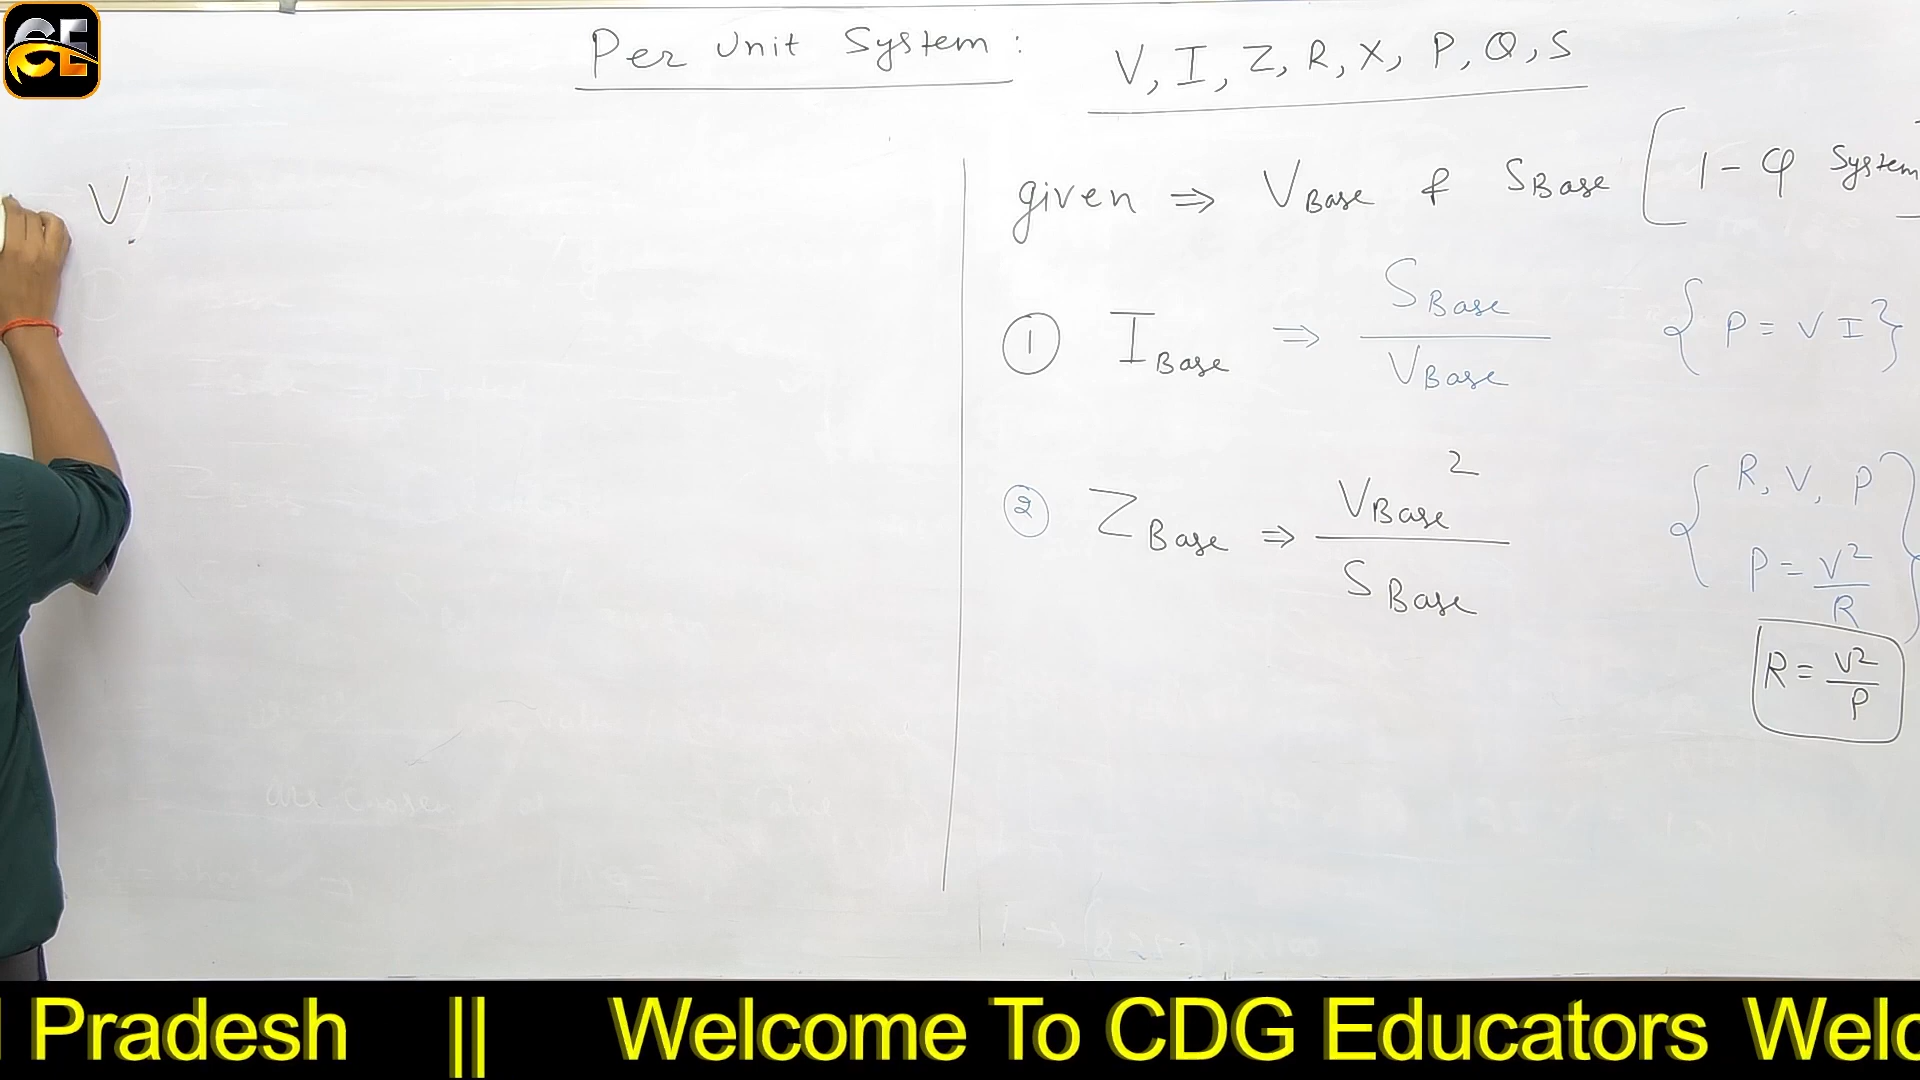 CE
Per Unit System :
V, I, Z, R, X, P, Q, S
V
given ⇒ VBase & SBase [ 1 - φ System ]
① IBase ⇒ SBase / VBase { P = V I }
② ZBase ⇒ VBase² / SBase { R, V, P
P = V² / R }
R = V² / P
Pradesh || Welcome To CDG Educators